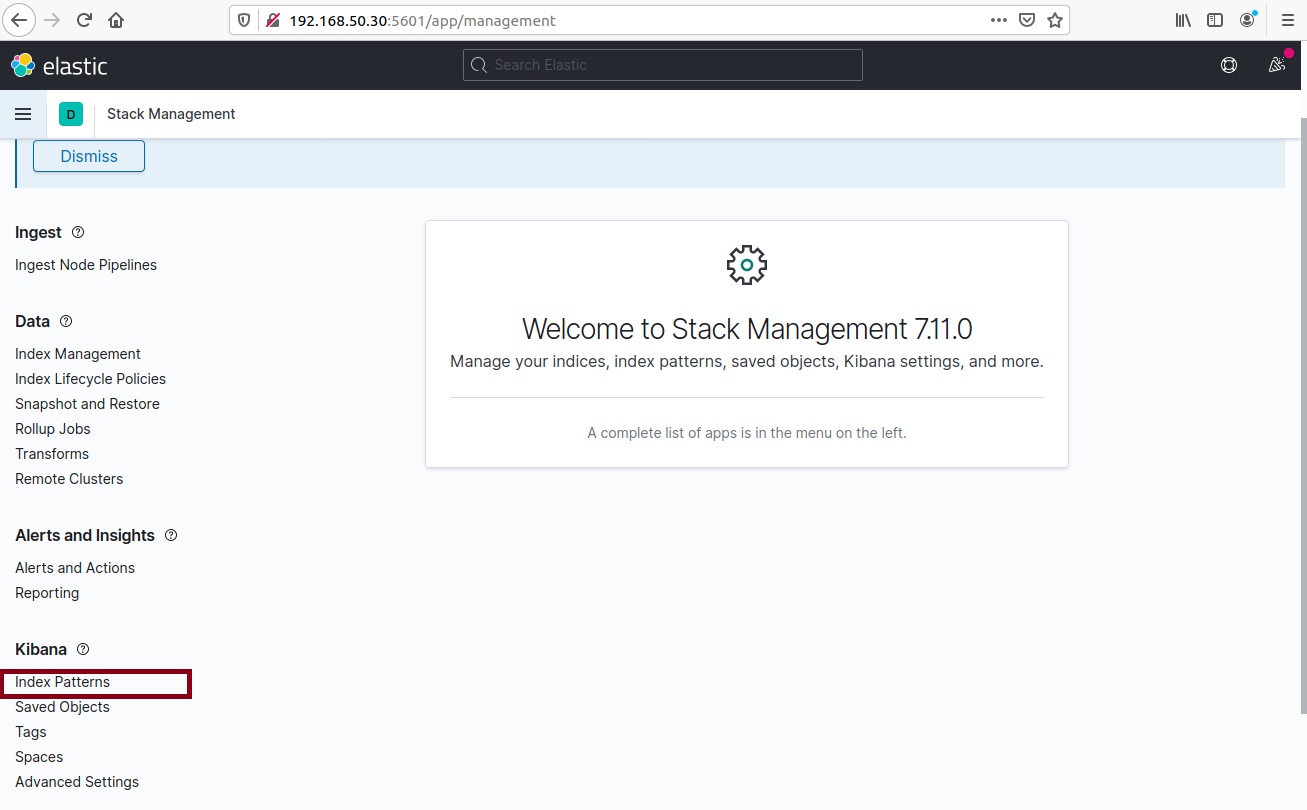 192.168.50.30:5601/app/management
elastic
Search Elastic
D
Stack Management
Dismiss
Ingest
Ingest Node Pipelines
Data
Index Management
Index Lifecycle Policies
Snapshot and Restore
Rollup Jobs
Transforms
Remote Clusters
Alerts and Insights
Alerts and Actions
Reporting
Kibana
Index Patterns
Saved Objects
Tags
Spaces
Advanced Settings
Welcome to Stack Management 7.11.0
Manage your indices, index patterns, saved objects, Kibana settings, and more.
A complete list of apps is in the menu on the left.